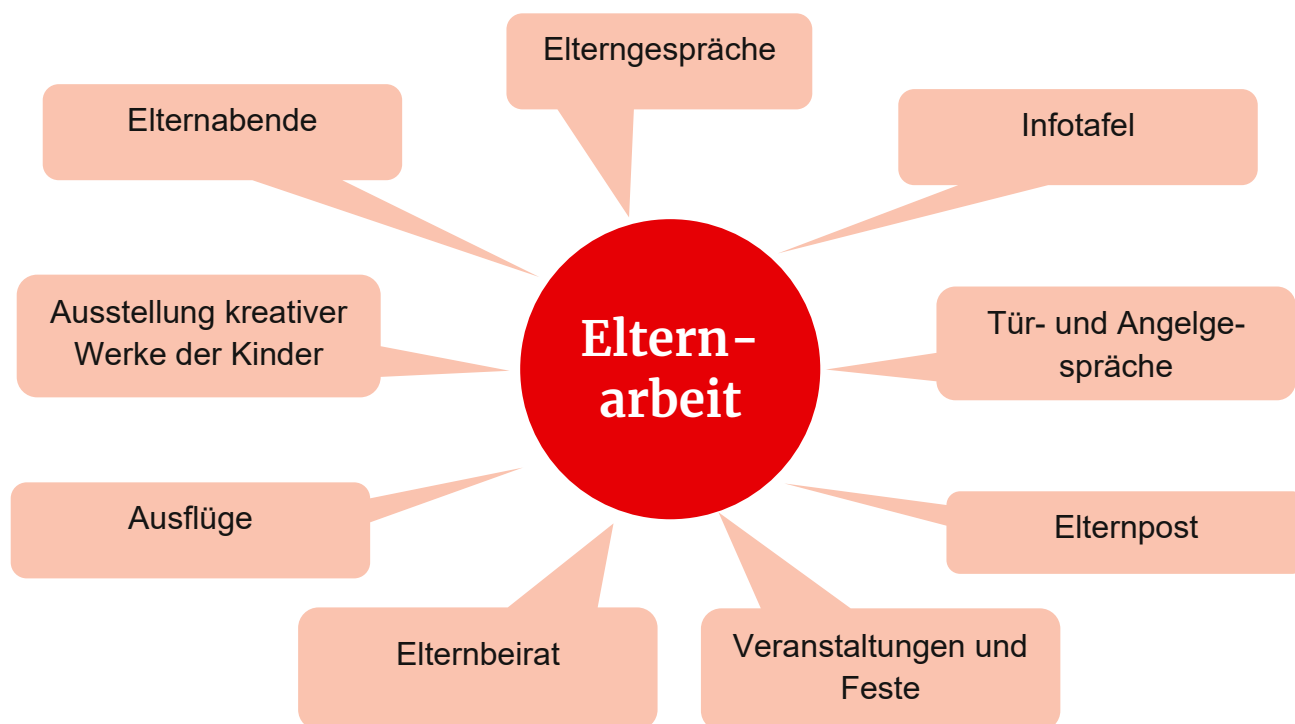 Elterngespräche
Elternabende
Infotafel
Ausstellung kreativer
Werke der Kinder
Eltern-
arbeit
Tür- und Angelge-
spräche
Ausflüge
Elternpost
Elternbeirat
Veranstaltungen und
Feste